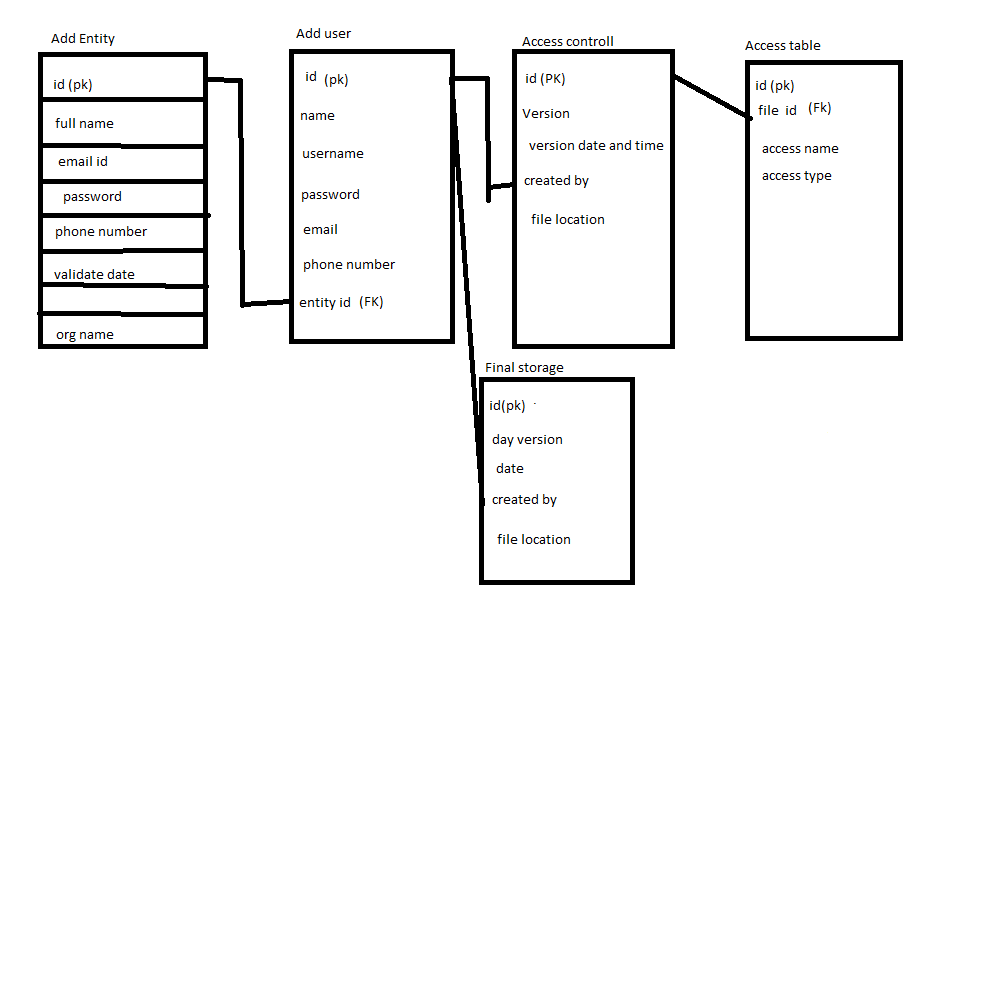 Add Entity
id (pk)
full name
email id
password
phone number
validate date
org name
Add user
id (pk)
name
username
password
email
phone number
entity id (FK)
Access controll
id (PK)
Version
version date and time
created by
file location
Access table
id (pk)
file id (Fk)
access name
access type
Final storage
id(pk)
day version
date
created by
file location